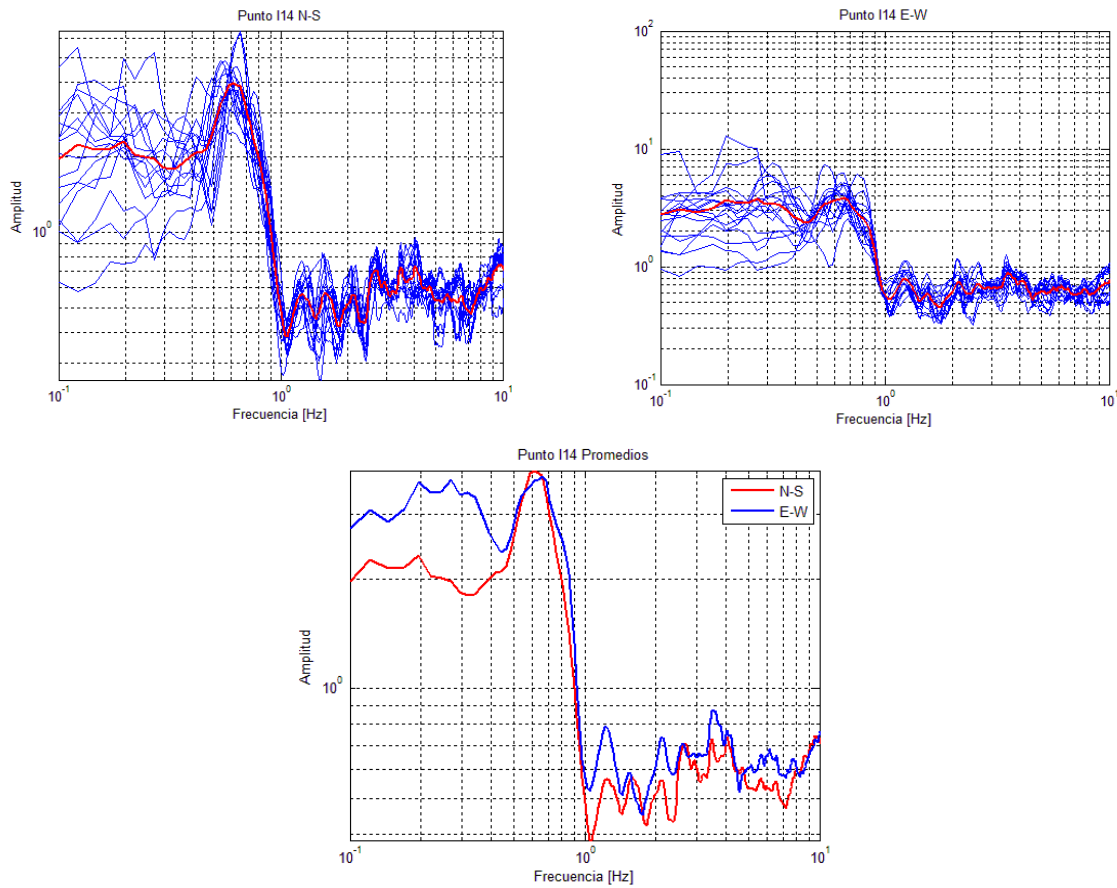 Punto I14 N-S
Amplitud
10^0
10^-1
10^0
10^1
Frecuencia [Hz]
Punto I14 E-W
Amplitud
10^2
10^1
10^0
10^-1
10^-1
10^0
10^1
Frecuencia [Hz]
Punto I14 Promedios
N-S
E-W
Amplitud
10^0
10^-1
10^0
10^1
Frecuencia [Hz]